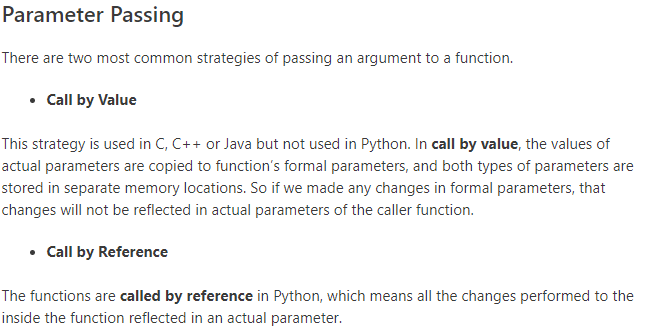 Parameter Passing
There are two most common strategies of passing an argument to a function.
• Call by Value
This strategy is used in C, C++ or Java but not used in Python. In call by value, the values of
actual parameters are copied to function’s formal parameters, and both types of parameters are
stored in separate memory locations. So if we made any changes in formal parameters, that
changes will not be reflected in actual parameters of the caller function.
• Call by Reference
The functions are called by reference in Python, which means all the changes performed to the
inside the function reflected in an actual parameter.